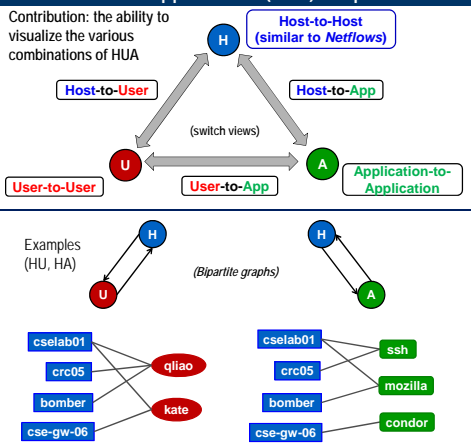 Contribution: the ability to
visualize the various
combinations of HUA
Host-to-Host
(similar to Netflows)
H
Host-to-User
Host-to-App
(switch views)
U
A
User-to-User
User-to-App
Application-to-
Application
Examples
(HU, HA)
H
H
(Bipartite graphs)
U
A
cselab01
crc05
bomber
cse-gw-06
qliao
kate
cselab01
crc05
bomber
cse-gw-06
ssh
mozilla
condor